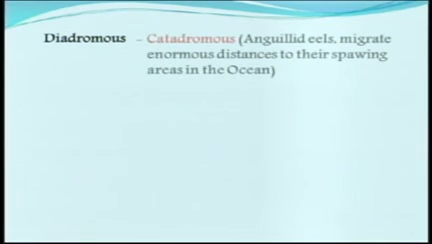 Diadromous – Catadromous (Anguillid eels, migrate
enormous distances to their spawing
areas in the Ocean)